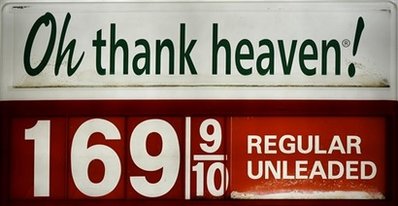 Oh thank heaven®!
169 9/10 REGULAR
UNLEADED